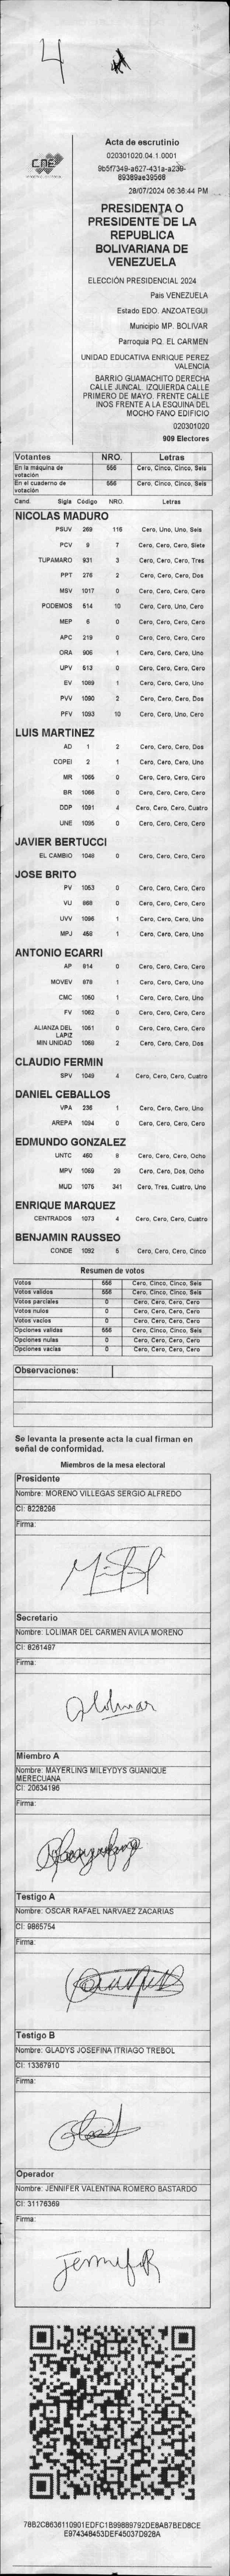 4
CNE
Acta de escrutinio
020301020.04.1.0001
9b5f7349-a627-431a-a239-
89389ae39566
28/07/2024 06:36:44 PM
PRESIDENTA O
PRESIDENTE DE LA
REPUBLICA
BOLIVARIANA DE
VENEZUELA
ELECCIÓN PRESIDENCIAL 2024
Pais VENEZUELA
Estado EDO. ANZOATEGUI
Municipio MP. BOLIVAR
Parroquia PQ. EL CARMEN
UNIDAD EDUCATIVA ENRIQUE PEREZ
VALENCIA
BARRIO GUAMACHITO DERECHA
CALLE JUNCAL. IZQUIERDA CALLE
PRIMERO DE MAYO. FRENTE CALLE
INOS FRENTE A LA ESQUINA DEL
MOCHO FANO EDIFICIO
020301020
909 Electores
Votantes NRO. Letras
En la máquina de votación 556 Cero, Cinco, Cinco, Seis
En el cuaderno de votación 556 Cero, Cinco, Cinco, Seis
Cand. Sigla Código NRO. Letras
NICOLAS MADURO
PSUV 269 116 Cero, Uno, Uno, Seis
PCV 9 7 Cero, Cero, Cero, Siete
TUPAMARO 931 3 Cero, Cero, Cero, Tres
PPT 276 2 Cero, Cero, Cero, Dos
MSV 1017 0 Cero, Cero, Cero, Cero
PODEMOS 514 10 Cero, Cero, Uno, Cero
MEP 6 0 Cero, Cero, Cero, Cero
APC 219 0 Cero, Cero, Cero, Cero
ORA 906 1 Cero, Cero, Cero, Uno
UPV 513 0 Cero, Cero, Cero, Cero
EV 1089 1 Cero, Cero, Cero, Uno
PVV 1090 2 Cero, Cero, Cero, Dos
PFV 1093 10 Cero, Cero, Uno, Cero
LUIS MARTINEZ
AD 1 2 Cero, Cero, Cero, Dos
COPEI 2 1 Cero, Cero, Cero, Uno
MR 1065 0 Cero, Cero, Cero, Cero
BR 1066 0 Cero, Cero, Cero, Cero
DDP 1091 4 Cero, Cero, Cero, Cuatro
UNE 1095 0 Cero, Cero, Cero, Cero
JAVIER BERTUCCI
EL CAMBIO 1048 0 Cero, Cero, Cero, Cero
JOSE BRITO
PV 1053 0 Cero, Cero, Cero, Cero
VU 868 0 Cero, Cero, Cero, Cero
UVV 1096 1 Cero, Cero, Cero, Uno
MPJ 458 1 Cero, Cero, Cero, Uno
ANTONIO ECARRI
AP 914 0 Cero, Cero, Cero, Cero
MOVEV 979 1 Cero, Cero, Cero, Uno
CMC 1050 1 Cero, Cero, Cero, Uno
FV 1062 0 Cero, Cero, Cero, Cero
ALIANZA DEL LAPIZ 1051 0 Cero, Cero, Cero, Cero
MIN UNIDAD 1088 2 Cero, Cero, Cero, Dos
CLAUDIO FERMIN
SPV 1049 4 Cero, Cero, Cero, Cuatro
DANIEL CEBALLOS
VPA 236 1 Cero, Cero, Cero, Uno
AREPA 1094 0 Cero, Cero, Cero, Cero
EDMUNDO GONZALEZ
UNTC 460 8 Cero, Cero, Cero, Ocho
MPV 1069 28 Cero, Cero, Dos, Ocho
MUD 1075 341 Cero, Tres, Cuatro, Uno
ENRIQUE MARQUEZ
CENTRADOS 1073 4 Cero, Cero, Cero, Cuatro
BENJAMIN RAUSSEO
CONDE 1092 5 Cero, Cero, Cero, Cinco
Resumen de votos
Votos 556 Cero, Cinco, Cinco, Seis
Votos validos 556 Cero, Cinco, Cinco, Seis
Votos parciales 0 Cero, Cero, Cero, Cero
Votos nulos 0 Cero, Cero, Cero, Cero
Votos vacios 0 Cero, Cero, Cero, Cero
Opciones validas 556 Cero, Cinco, Cinco, Seis
Opciones nulas 0 Cero, Cero, Cero, Cero
Opciones vacias 0 Cero, Cero, Cero, Cero
Observaciones:
Se levanta la presente acta la cual firman en
señal de conformidad.
Miembros de la mesa electoral
Presidente
Nombre: MORENO VILLEGAS SERGIO ALFREDO
CI: 8228296
Firma:
Secretario
Nombre: LOLIMAR DEL CARMEN AVILA MORENO
CI: 8261497
Firma:
Lolimar
Miembro A
Nombre: MAYERLING MILEYDYS GUANIQUE
MERECUANA
CI: 20634196
Firma:
Testigo A
Nombre: OSCAR RAFAEL NARVAEZ ZACARIAS
CI: 9865754
Firma:
Testigo B
Nombre: GLADYS JOSEFINA ITRIAGO TREBOL
CI: 13367910
Firma:
Operador
Nombre: JENNIFER VALENTINA ROMERO BASTARDO
CI: 31176369
Firma:
JennifeR
78B2C8636110901EDFC1B99889792DE8AB7BED8CE
E974348453DEF45037D928A